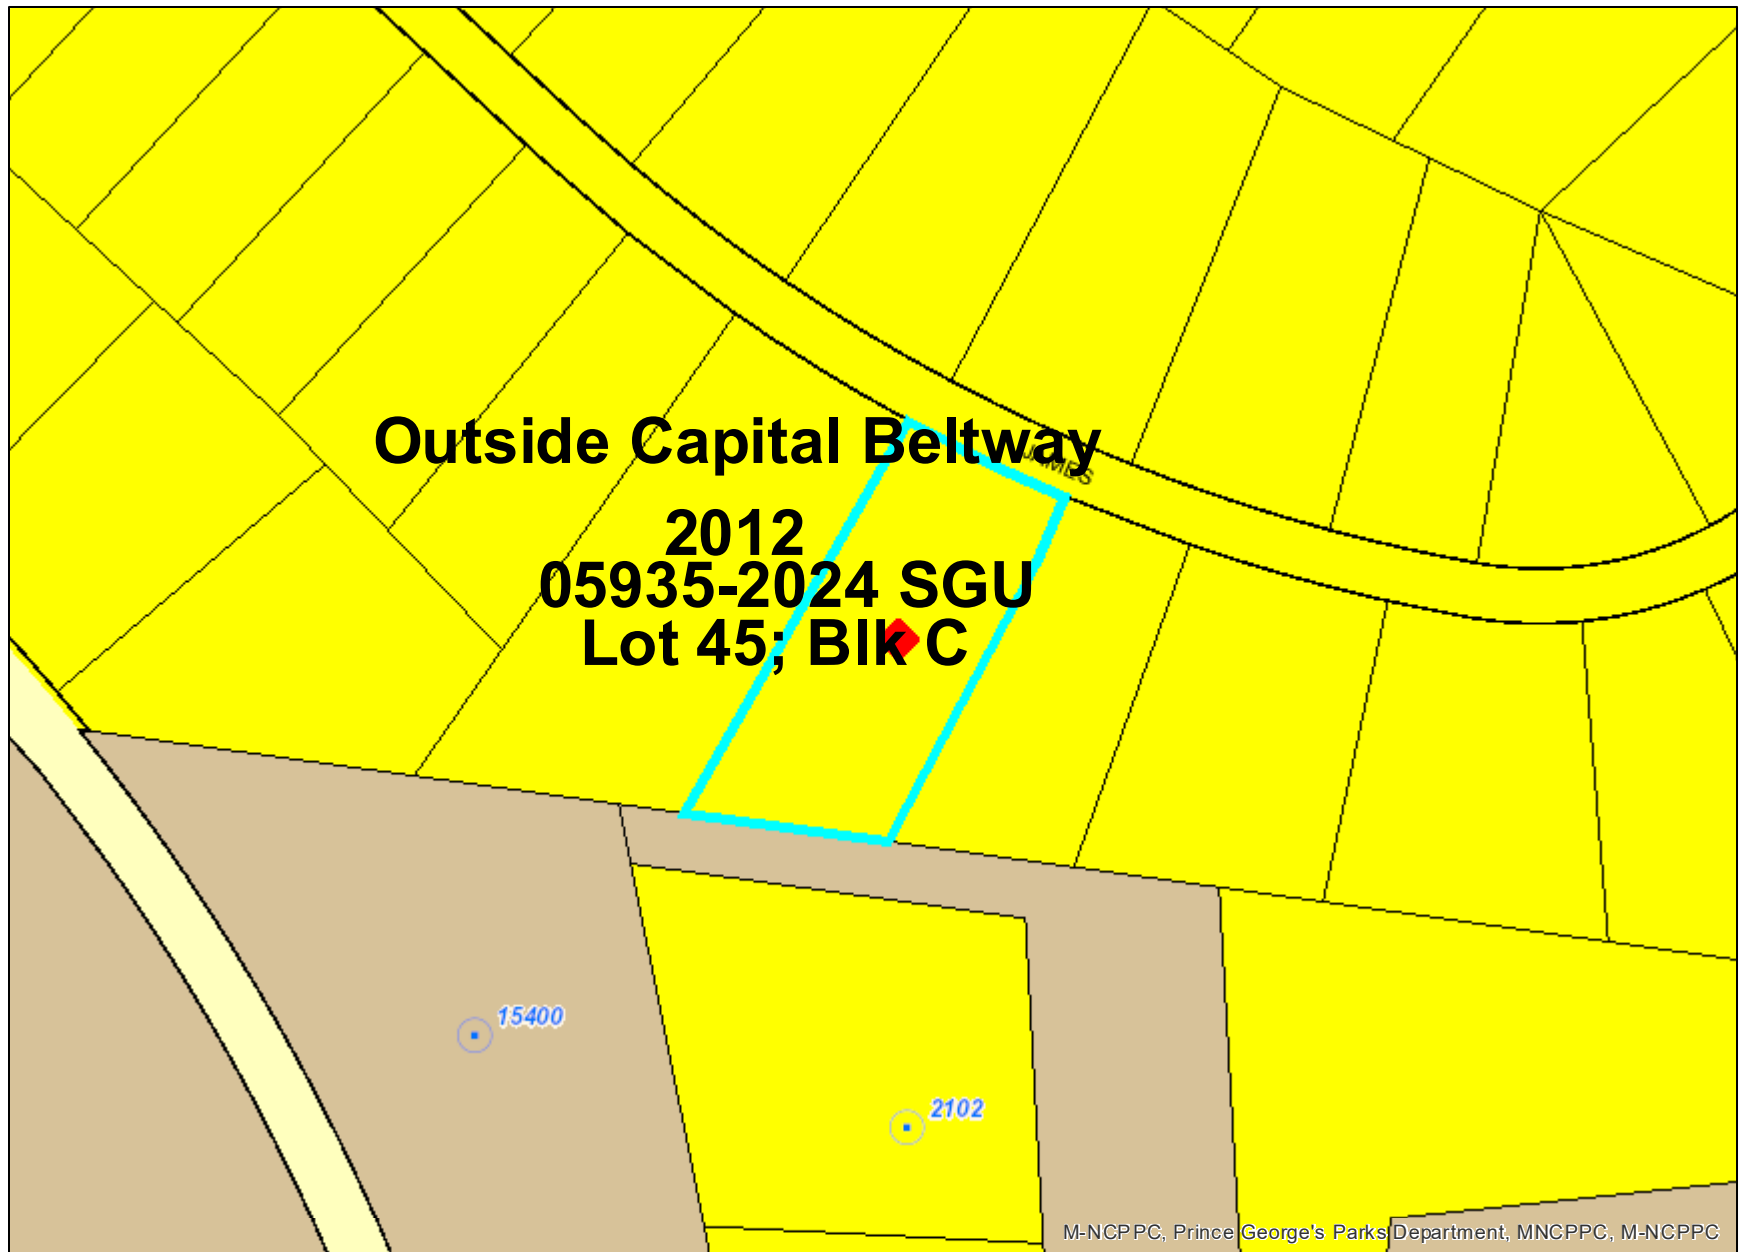 Outside Capital Beltway
JAMES
2012
05935-2024 SGU
Lot 45; Blk C
15400
2102
M-NCPPC, Prince George's Parks Department, MNCPPC, M-NCPPC